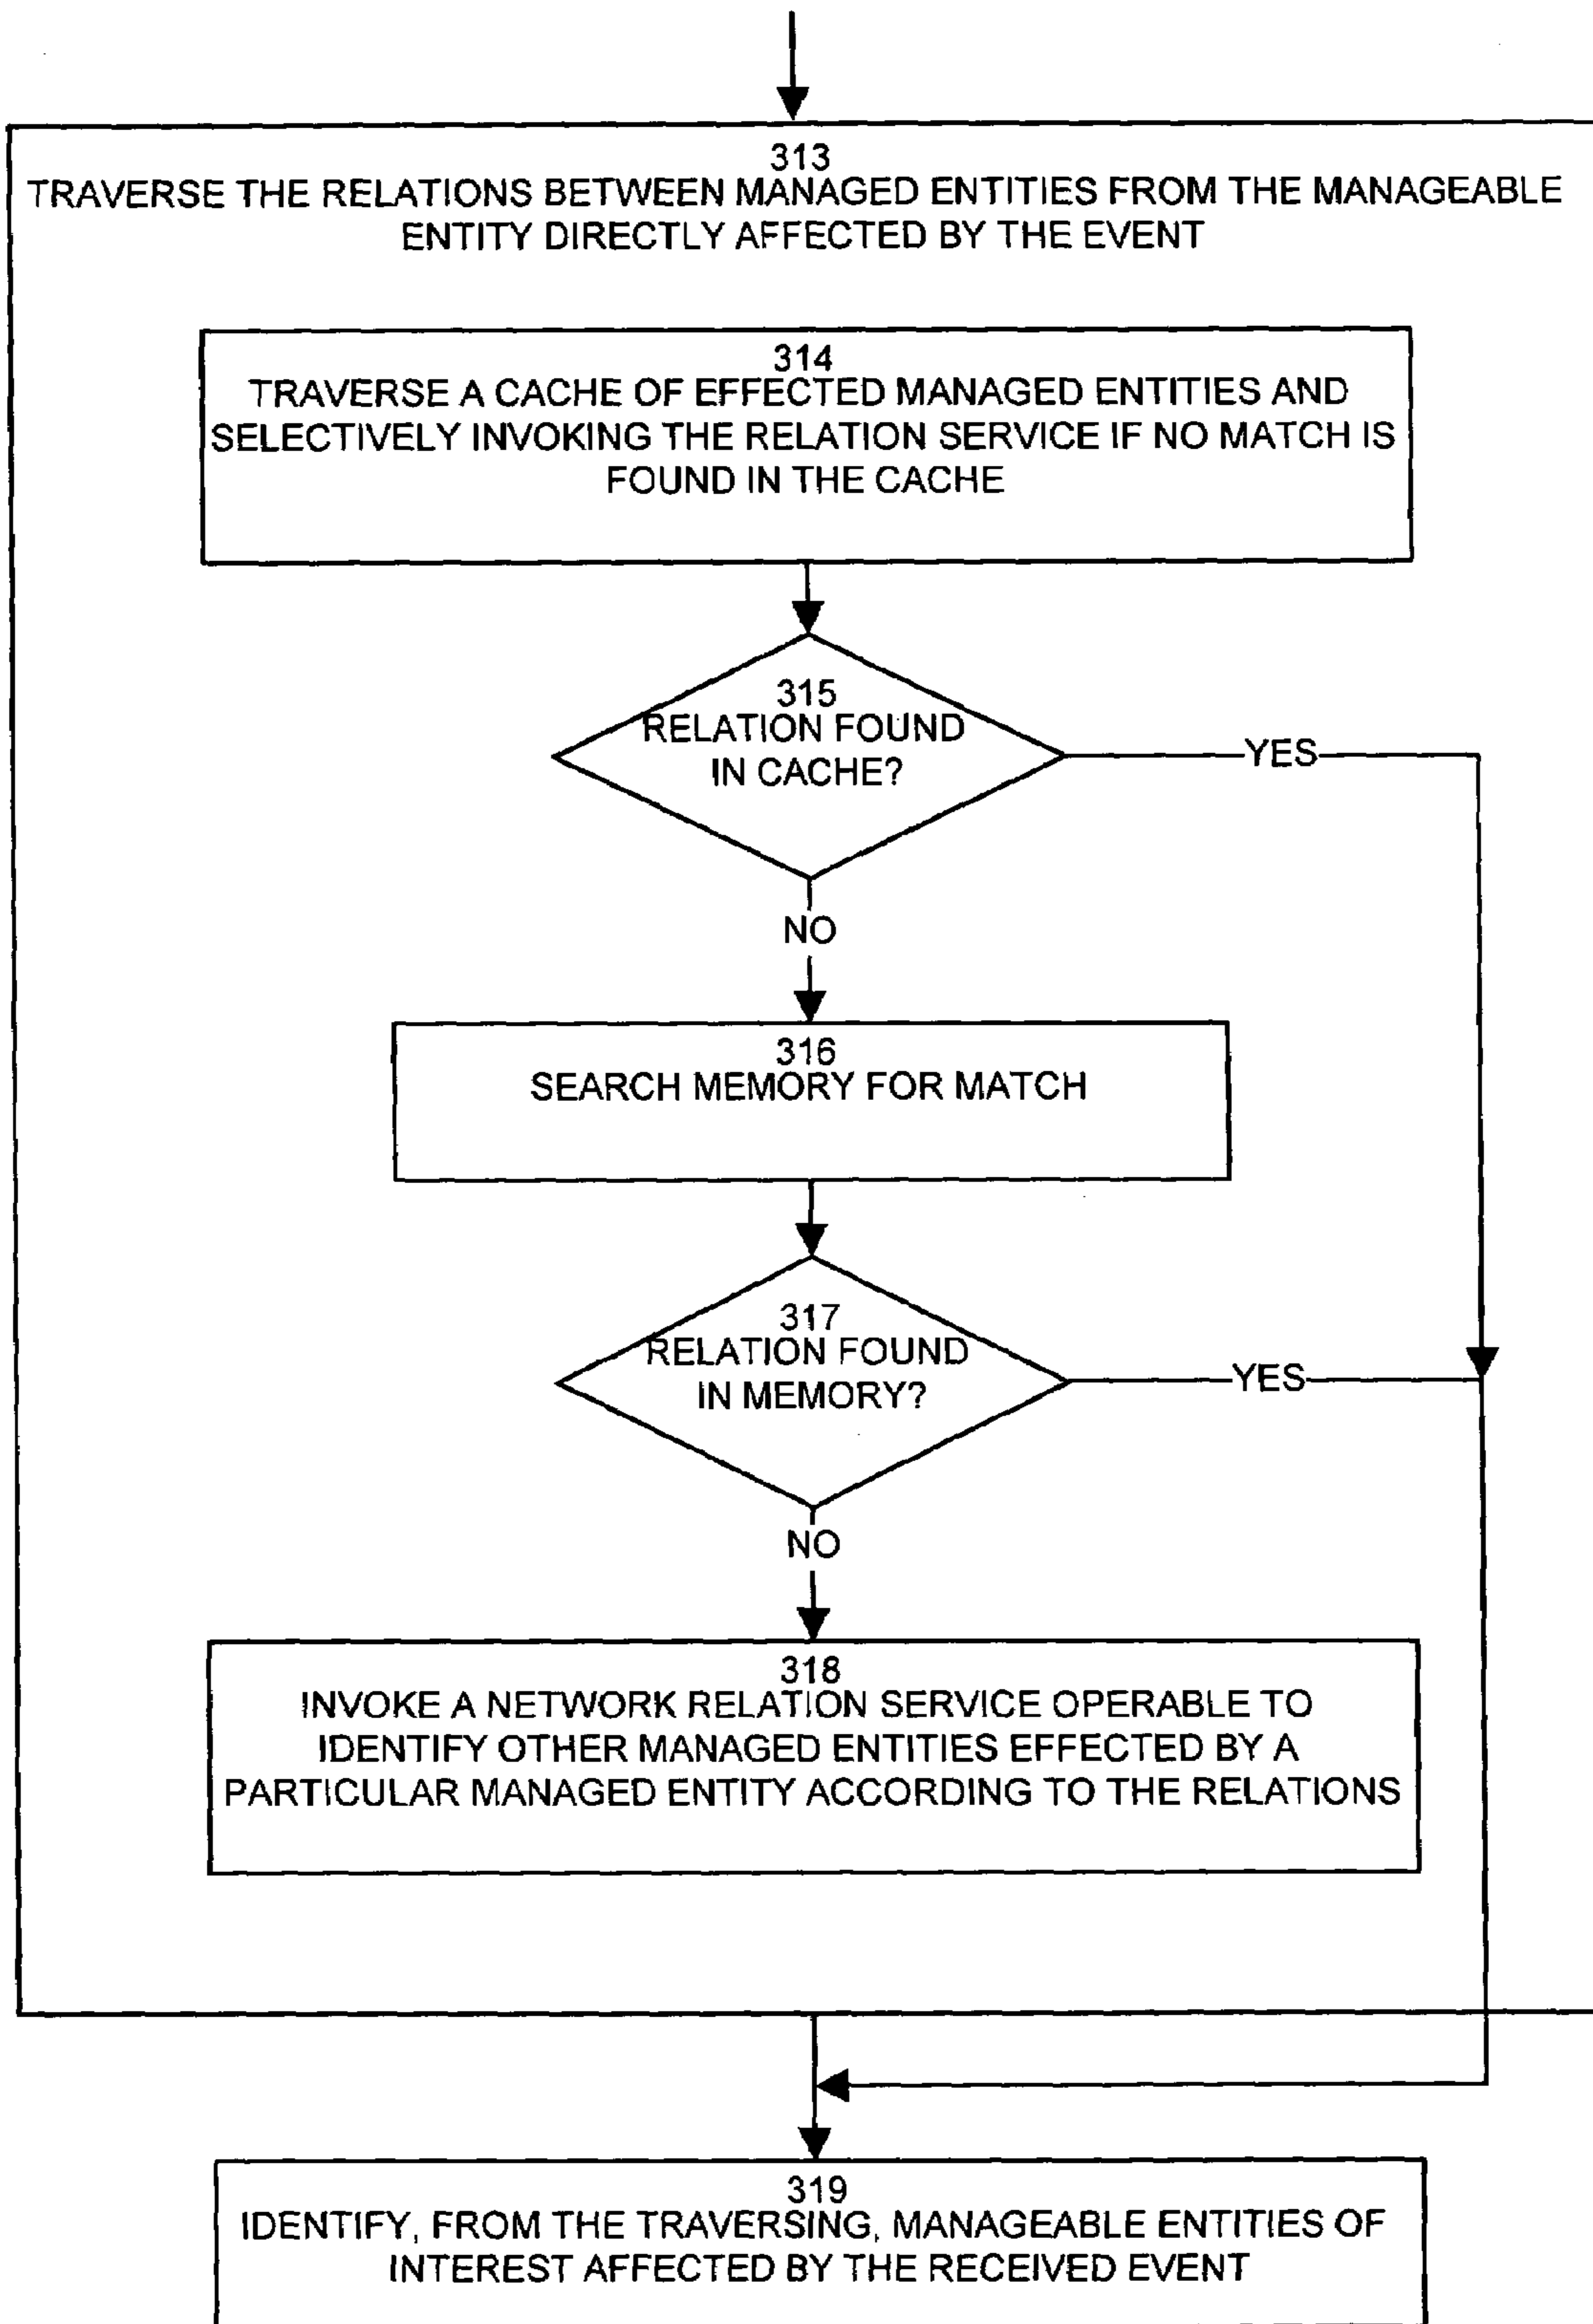 313
TRAVERSE THE RELATIONS BETWEEN MANAGED ENTITIES FROM THE MANAGEABLE
ENTITY DIRECTLY AFFECTED BY THE EVENT
314
TRAVERSE A CACHE OF EFFECTED MANAGED ENTITIES AND
SELECTIVELY INVOKING THE RELATION SERVICE IF NO MATCH IS
FOUND IN THE CACHE
315
RELATION FOUND
IN CACHE?
YES
NO
316
SEARCH MEMORY FOR MATCH
317
RELATION FOUND
IN MEMORY?
YES
NO
318
INVOKE A NETWORK RELATION SERVICE OPERABLE TO
IDENTIFY OTHER MANAGED ENTITIES EFFECTED BY A
PARTICULAR MANAGED ENTITY ACCORDING TO THE RELATIONS
319
IDENTIFY, FROM THE TRAVERSING, MANAGEABLE ENTITIES OF
INTEREST AFFECTED BY THE RECEIVED EVENT